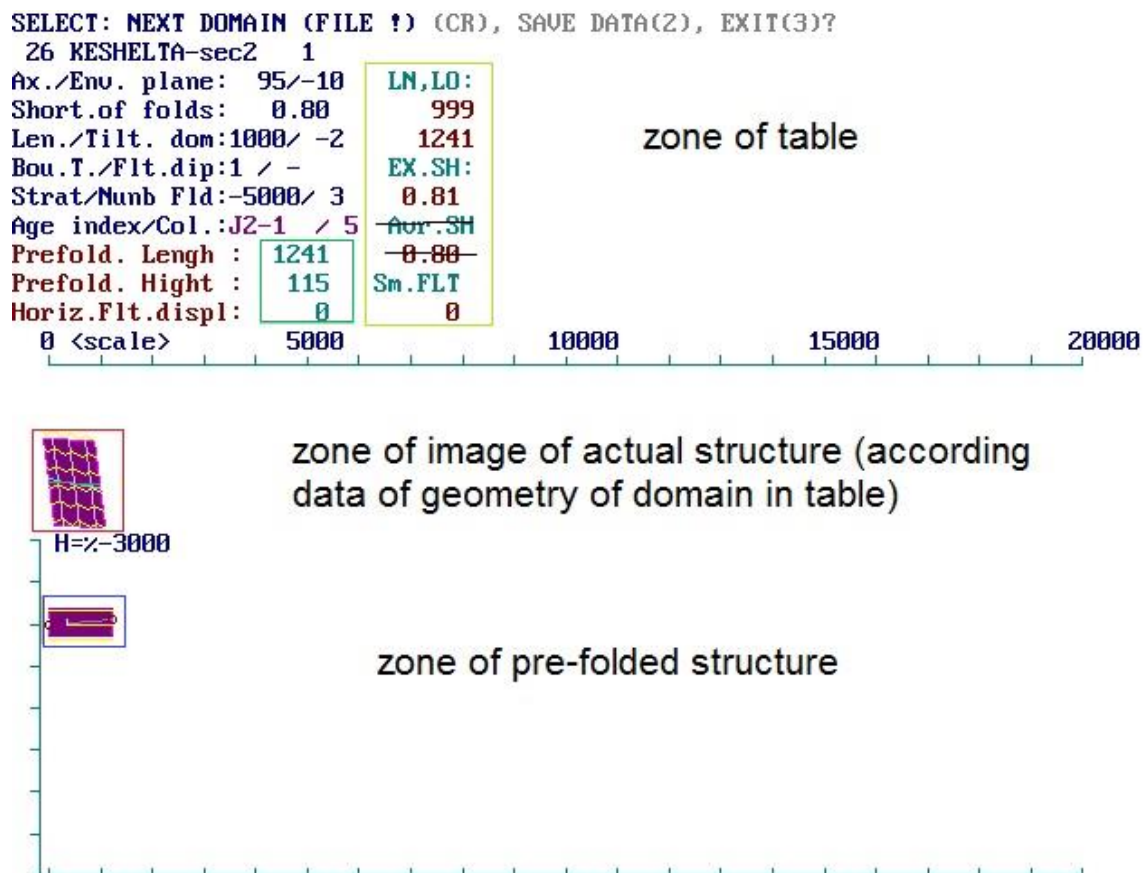 SELECT: NEXT DOMAIN (FILE !) (CR), SAVE DATA(2), EXIT(3)?
26 KESHELTA-sec2 1
Ax./Env. plane: 95/-10 LN,LO:
Short.of folds: 0.80 999
Len./Tilt. dom:1000/ -2 1241
Bou.T./Flt.dip:1 / - EX.SH:
Strat/Nunb Fld:-5000/ 3 0.81
Age index/Col.:J2-1 / 5 Avr.SH
Prefold. Lengh : 1241 0.80
Prefold. Hight : 115 Sm.FLT
Horiz.Flt.displ: 0 0
zone of table
0 <scale> 5000 10000 15000 20000
zone of image of actual structure (according
data of geometry of domain in table)
H=%-3000
zone of pre-folded structure